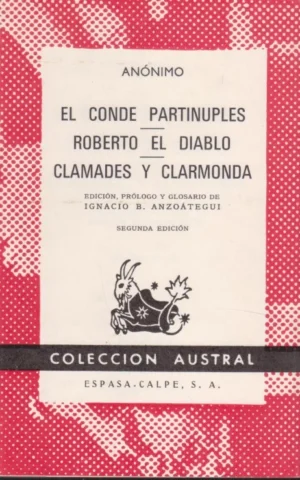 ANÓNIMO
EL CONDE PARTINUPLES
ROBERTO EL DIABLO
CLAMADES Y CLARMONDA
EDICIÓN, PRÓLOGO Y GLOSARIO DE
IGNACIO B. ANZOÁTEGUI
SEGUNDA EDICIÓN
COLECCION AUSTRAL
ESPASA-CALPE, S. A.